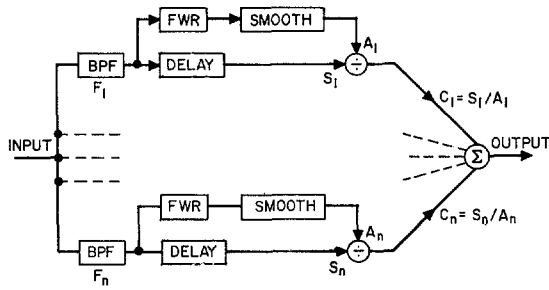 FWR
SMOOTH
A₁
BPF
DELAY
÷
F₁
S₁
C₁=S₁/A₁
INPUT
Σ
OUTPUT
FWR
SMOOTH
Aₙ
Cₙ=Sₙ/Aₙ
BPF
DELAY
÷
Fₙ
Sₙ